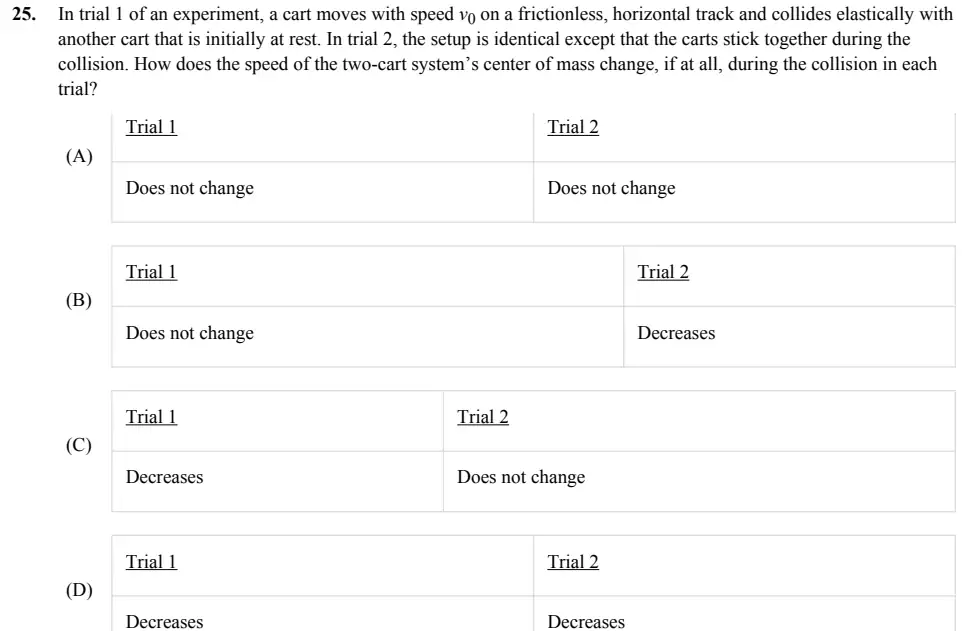 25. In trial 1 of an experiment, a cart moves with speed v0 on a frictionless, horizontal track and collides elastically with
another cart that is initially at rest. In trial 2, the setup is identical except that the carts stick together during the
collision. How does the speed of the two-cart system’s center of mass change, if at all, during the collision in each
trial?
Trial 1 Trial 2
(A)
Does not change Does not change
Trial 1 Trial 2
(B)
Does not change Decreases
Trial 1 Trial 2
(C)
Decreases Does not change
Trial 1 Trial 2
(D)
Decreases Decreases